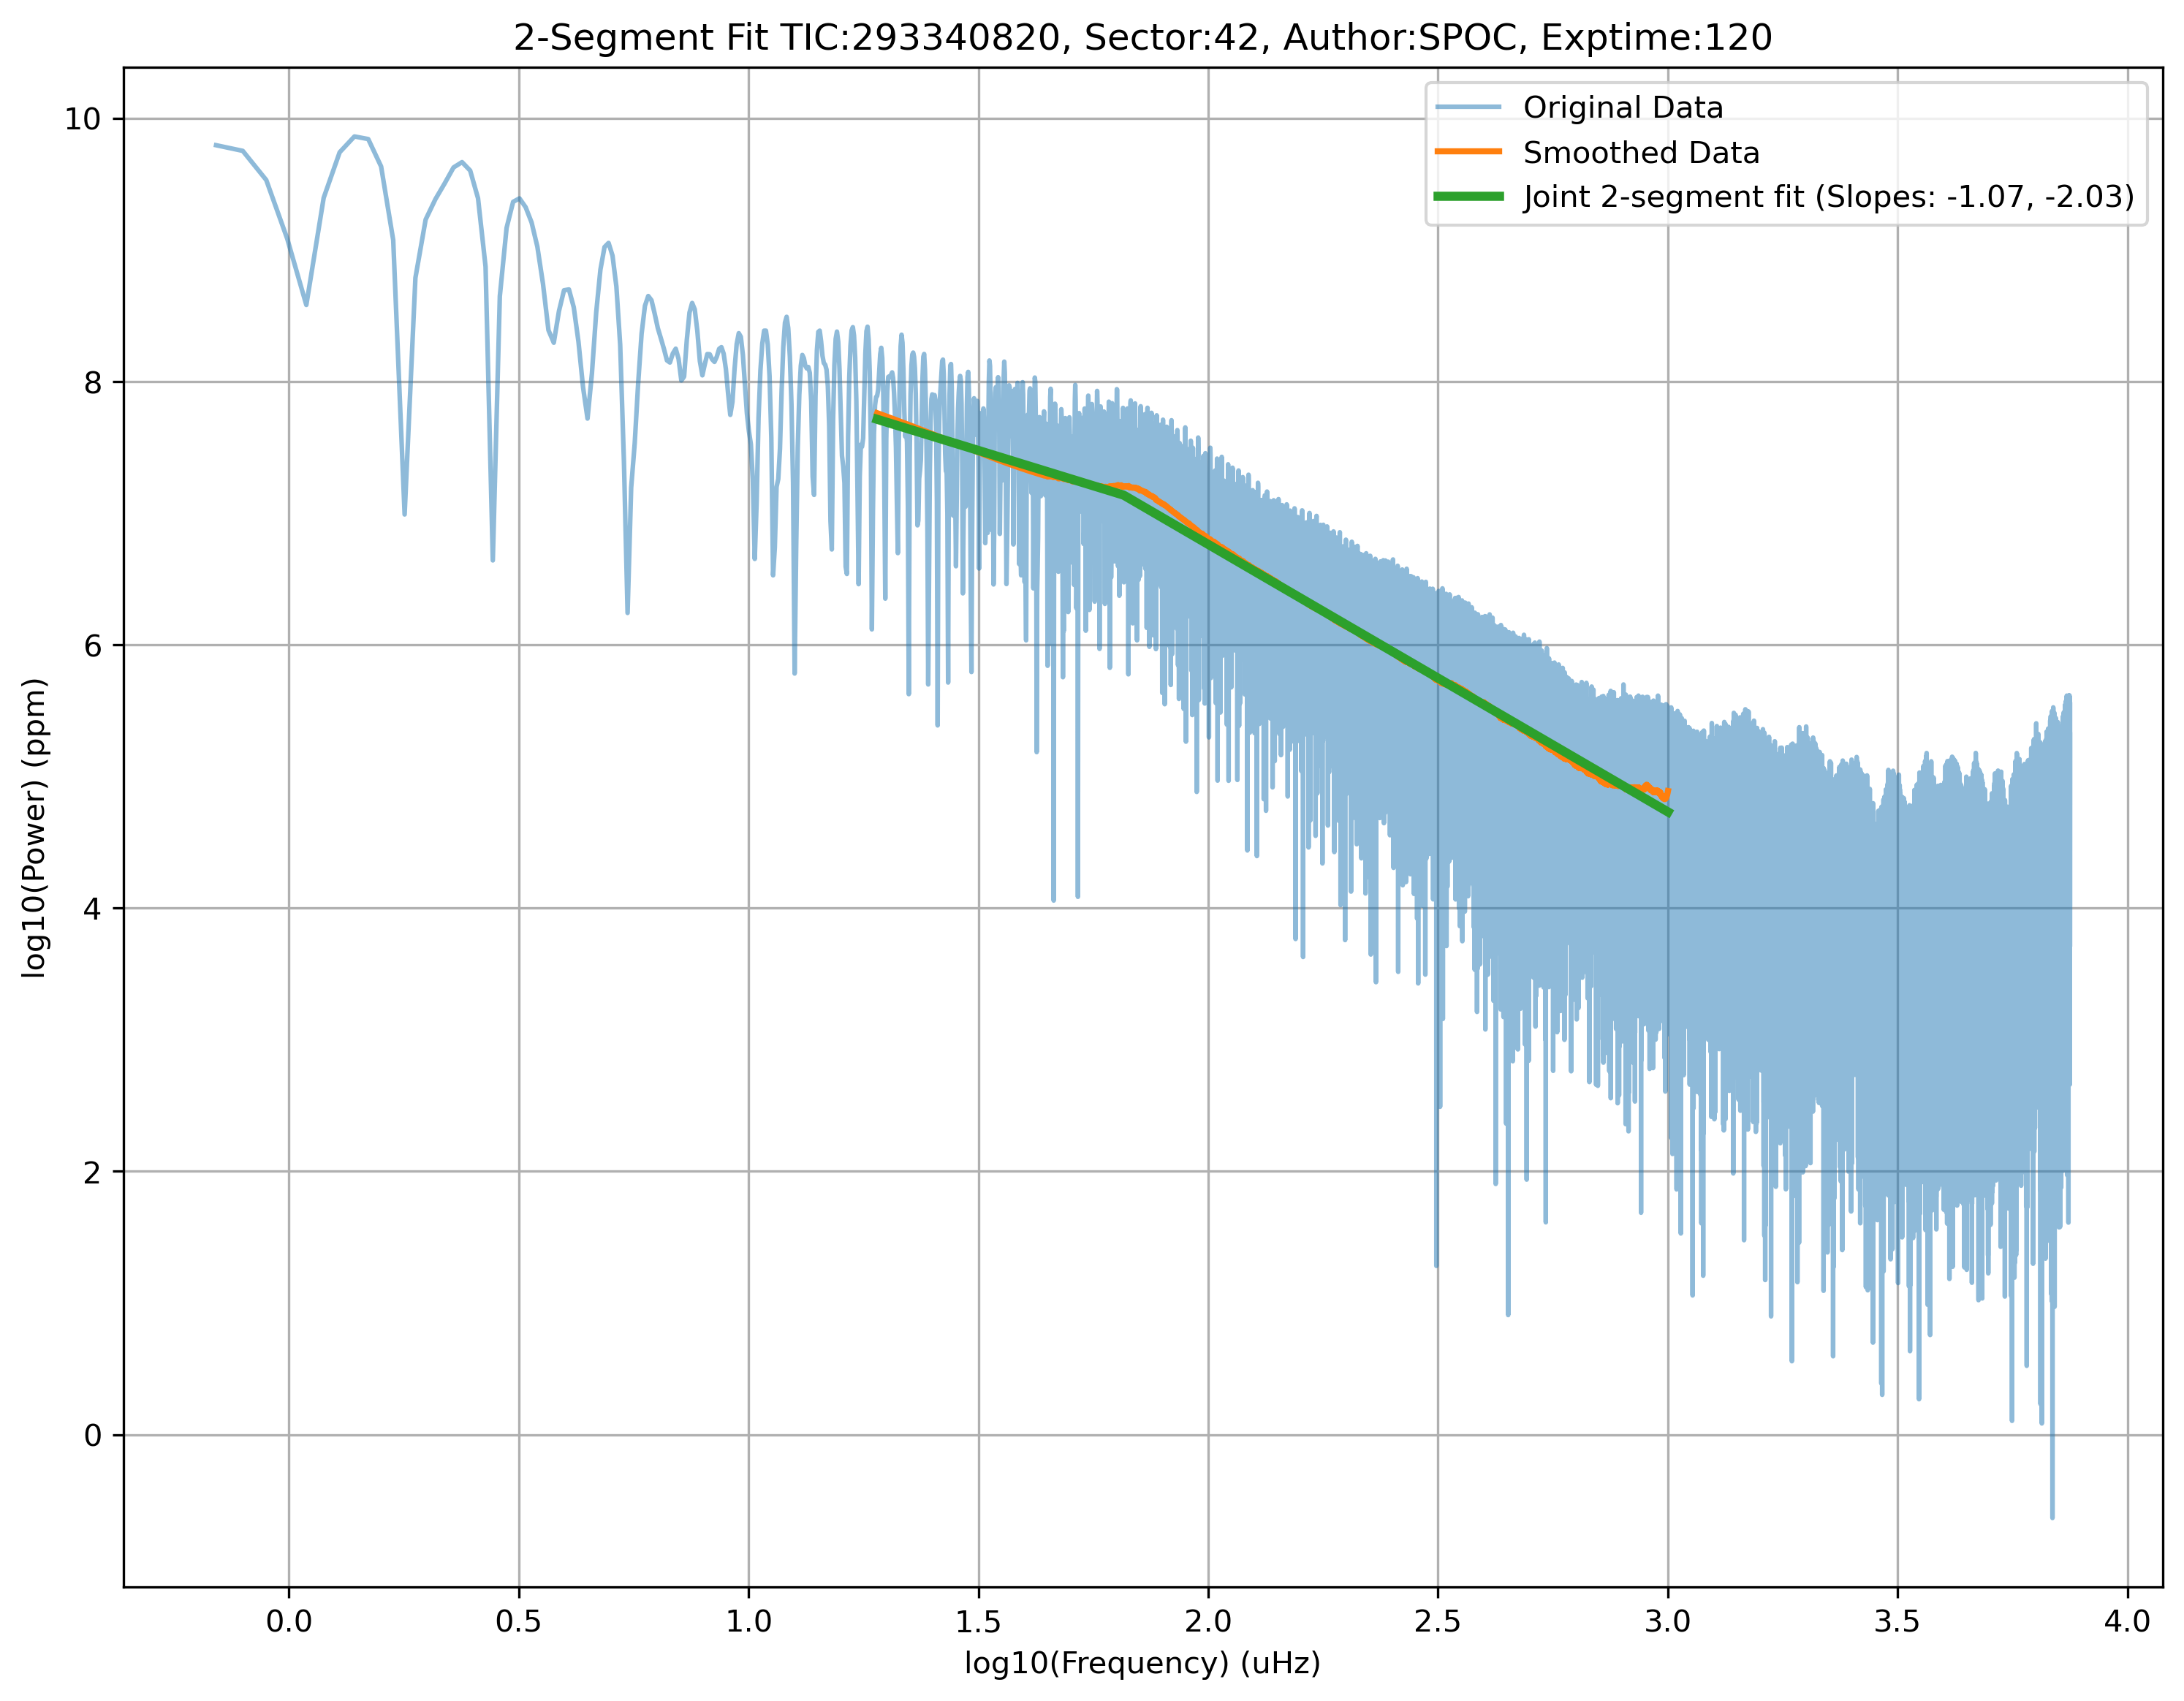 2-Segment Fit TIC:293340820, Sector:42, Author:SPOC, Exptime:120
Original Data
Smoothed Data
Joint 2-segment fit (Slopes: -1.07, -2.03)
log10(Power) (ppm)
10
8
6
4
2
0
0.0 0.5 1.0 1.5 2.0 2.5 3.0 3.5 4.0
log10(Frequency) (uHz)